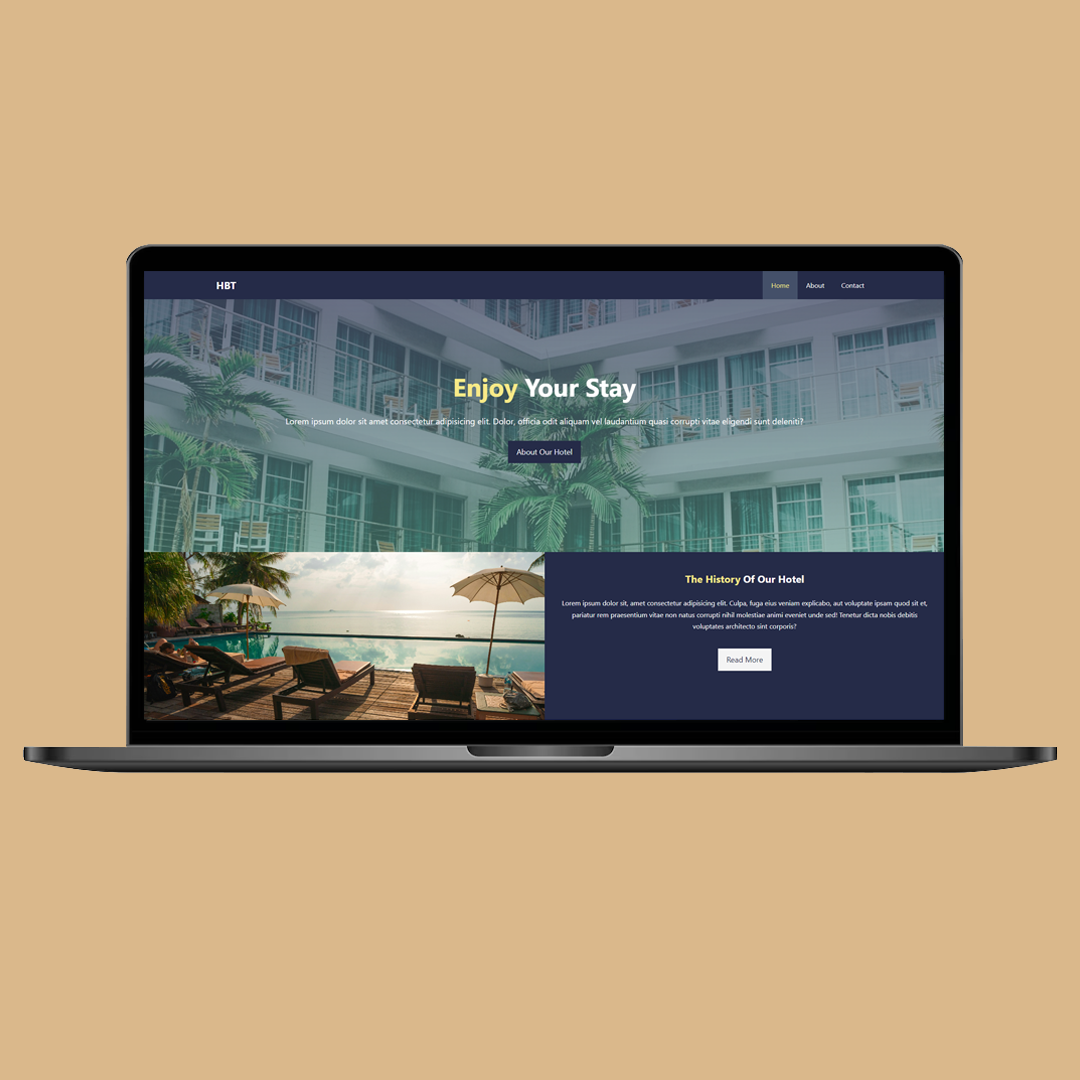 HBT
Home About Contact
Enjoy Your Stay
Lorem ipsum dolor sit amet consectetur adipisicing elit. Dolor, officia odit aliquam vel laudantium quasi corrupti vitae eligendi sunt deleniti?
About Our Hotel
The History Of Our Hotel
Lorem ipsum dolor sit, amet consectetur adipisicing elit. Culpa, fuga eius veniam explicabo, aut voluptate ipsam quod sit et,
pariatur rem praesentium vitae non natus corrupti nihil molestiae animi eveniet unde sed! Tenetur dicta nobis debitis
voluptates architecto sint corporis?
Read More